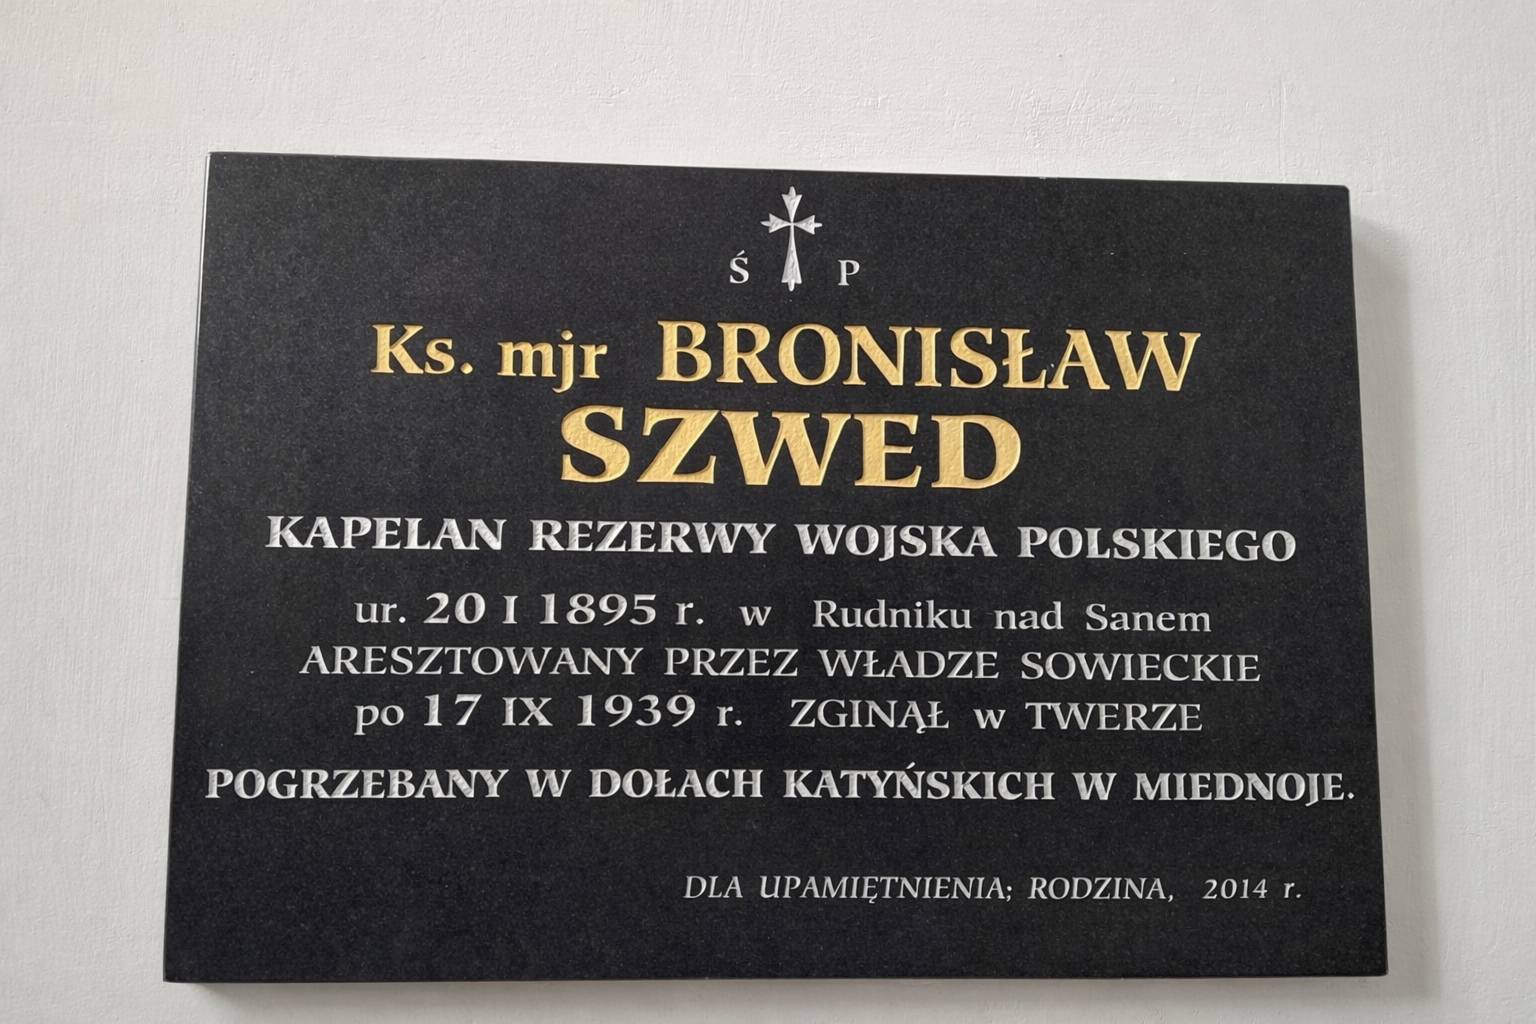 Ś P
Ks. mjr BRONISŁAW
SZWED
KAPELAN REZERWY WOJSKA POLSKIEGO
ur. 20 I 1895 r. w Rudniku nad Sanem
ARESZTOWANY PRZEZ WŁADZE SOWIECKIE
po 17 IX 1939 r. ZGINĄŁ w TWERZE
POGRZEBANY W DOŁACH KATYŃSKICH W MIEDNOJE.
DLA UPAMIĘTNIENIA; RODZINA, 2014 r.